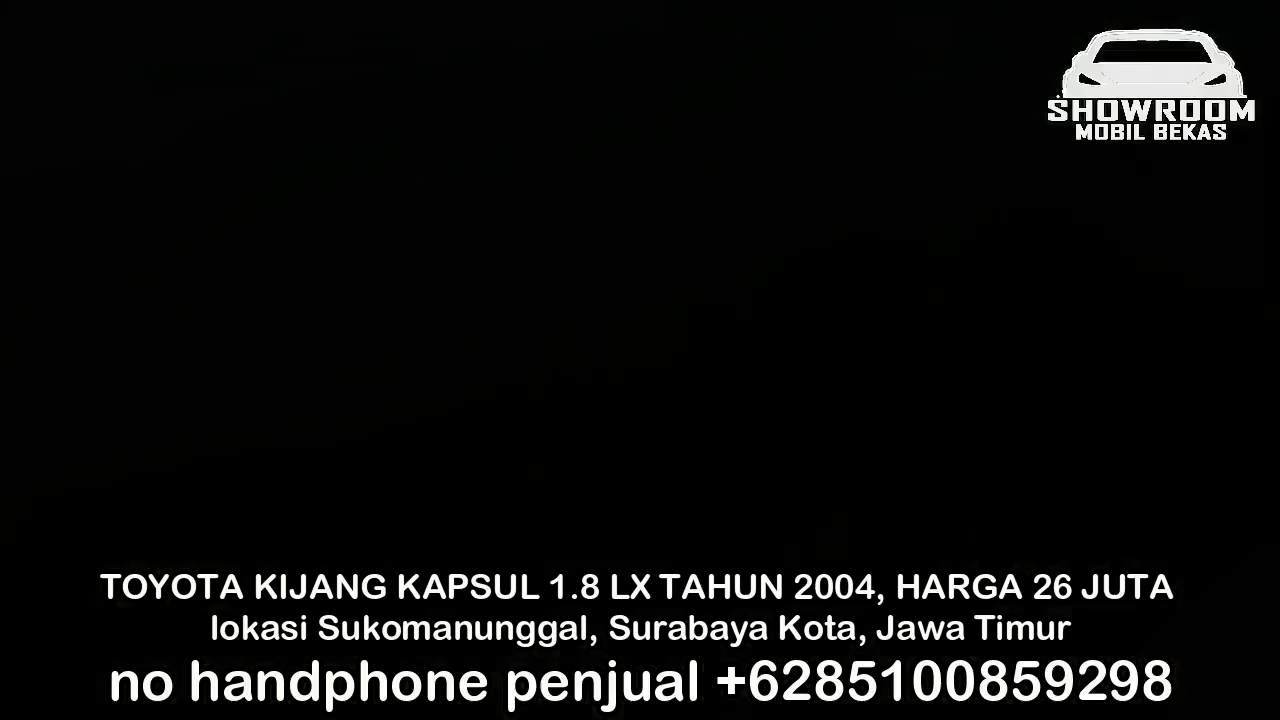 SHOWROOM
MOBIL BEKAS
TOYOTA KIJANG KAPSUL 1.8 LX TAHUN 2004, HARGA 26 JUTA
lokasi Sukomanunggal, Surabaya Kota, Jawa Timur
no handphone penjual +6285100859298